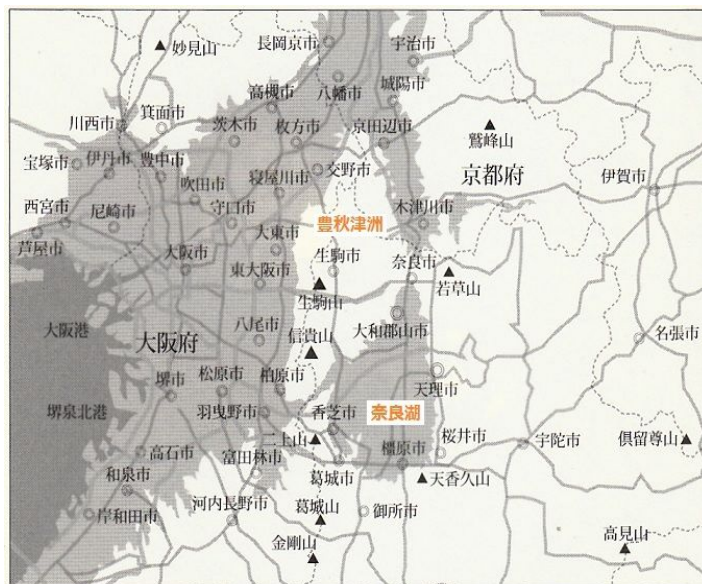 妙見山
長岡京市
宇治市
高槻市
八幡市
城陽市
川西市
箕面市
茨木市
枚方市
京田辺市
鷲峰山
宝塚市
伊丹市
豊中市
交野市
京都府
伊賀市
吹田市
寝屋川市
西宮市
尼崎市
守口市
豊秋津洲
木津川市
芦屋市
大東市
大阪市
生駒市
奈良市
東大阪市
若草山
生駒山
大阪港
大阪府
八尾市
信貴山
大和郡山市
名張市
堺市
松原市
柏原市
天理市
堺泉北港
羽曳野市
香芝市
奈良湖
二上山
桜井市
宇陀市
倶留尊山
高石市
富田林市
橿原市
和泉市
葛城市
天香久山
岸和田市
河内長野市
葛城山
御所市
金剛山
高見山